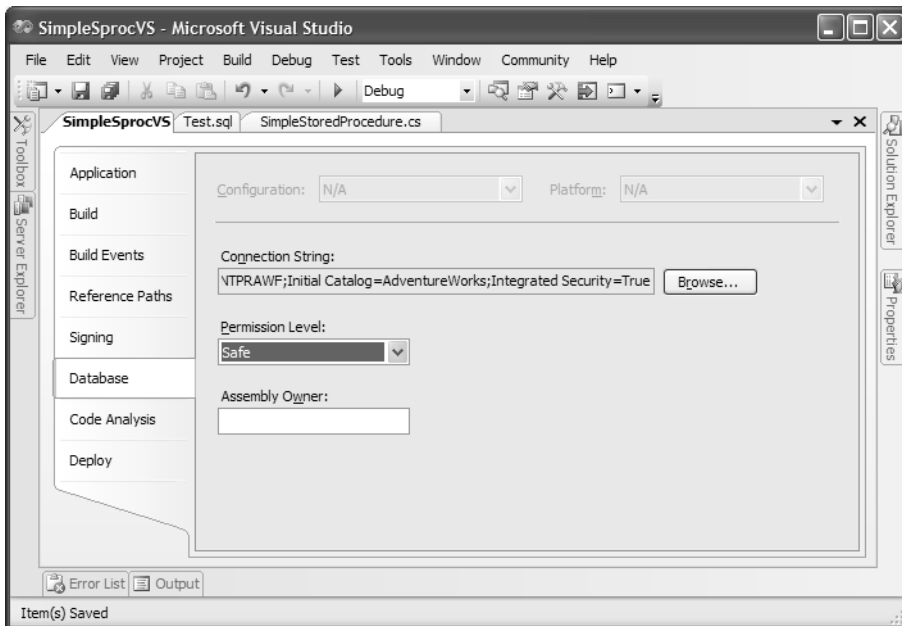 SimpleSprocVS - Microsoft Visual Studio
File Edit View Project Build Debug Test Tools Window Community Help
Debug
SimpleSprocVS Test.sql SimpleStoredProcedure.cs
Toolbox
Server Explorer
Application
Build
Build Events
Reference Paths
Signing
Database
Code Analysis
Deploy
Configuration: N/A Platform: N/A
Connection String:
NTPRAWF;Initial Catalog=AdventureWorks;Integrated Security=True Browse...
Permission Level:
Safe
Assembly Owner:
Solution Explorer
Properties
Error List Output
Item(s) Saved